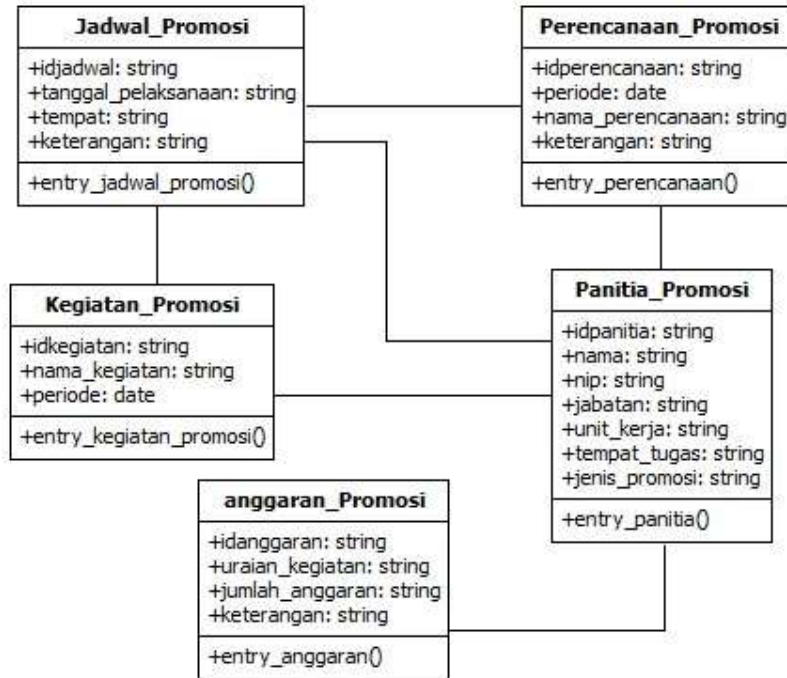 Jadwal_Promosi
+idjadwal: string
+tanggal_pelaksanaan: string
+tempat: string
+keterangan: string
+entry_jadwal_promosi()
Perencanaan_Promosi
+idperencanaan: string
+periode: date
+nama_perencanaan: string
+keterangan: string
+entry_perencanaan()
Kegiatan_Promosi
+idkegiatan: string
+nama_kegiatan: string
+periode: date
+entry_kegiatan_promosi()
Panitia_Promosi
+idpanitia: string
+nama: string
+nip: string
+jabatan: string
+unit_kerja: string
+tempat_tugas: string
+jenis_promosi: string
+entry_panitia()
anggaran_Promosi
+idanggaran: string
+uraian_kegiatan: string
+jumlah_anggaran: string
+keterangan: string
+entry_anggaran()